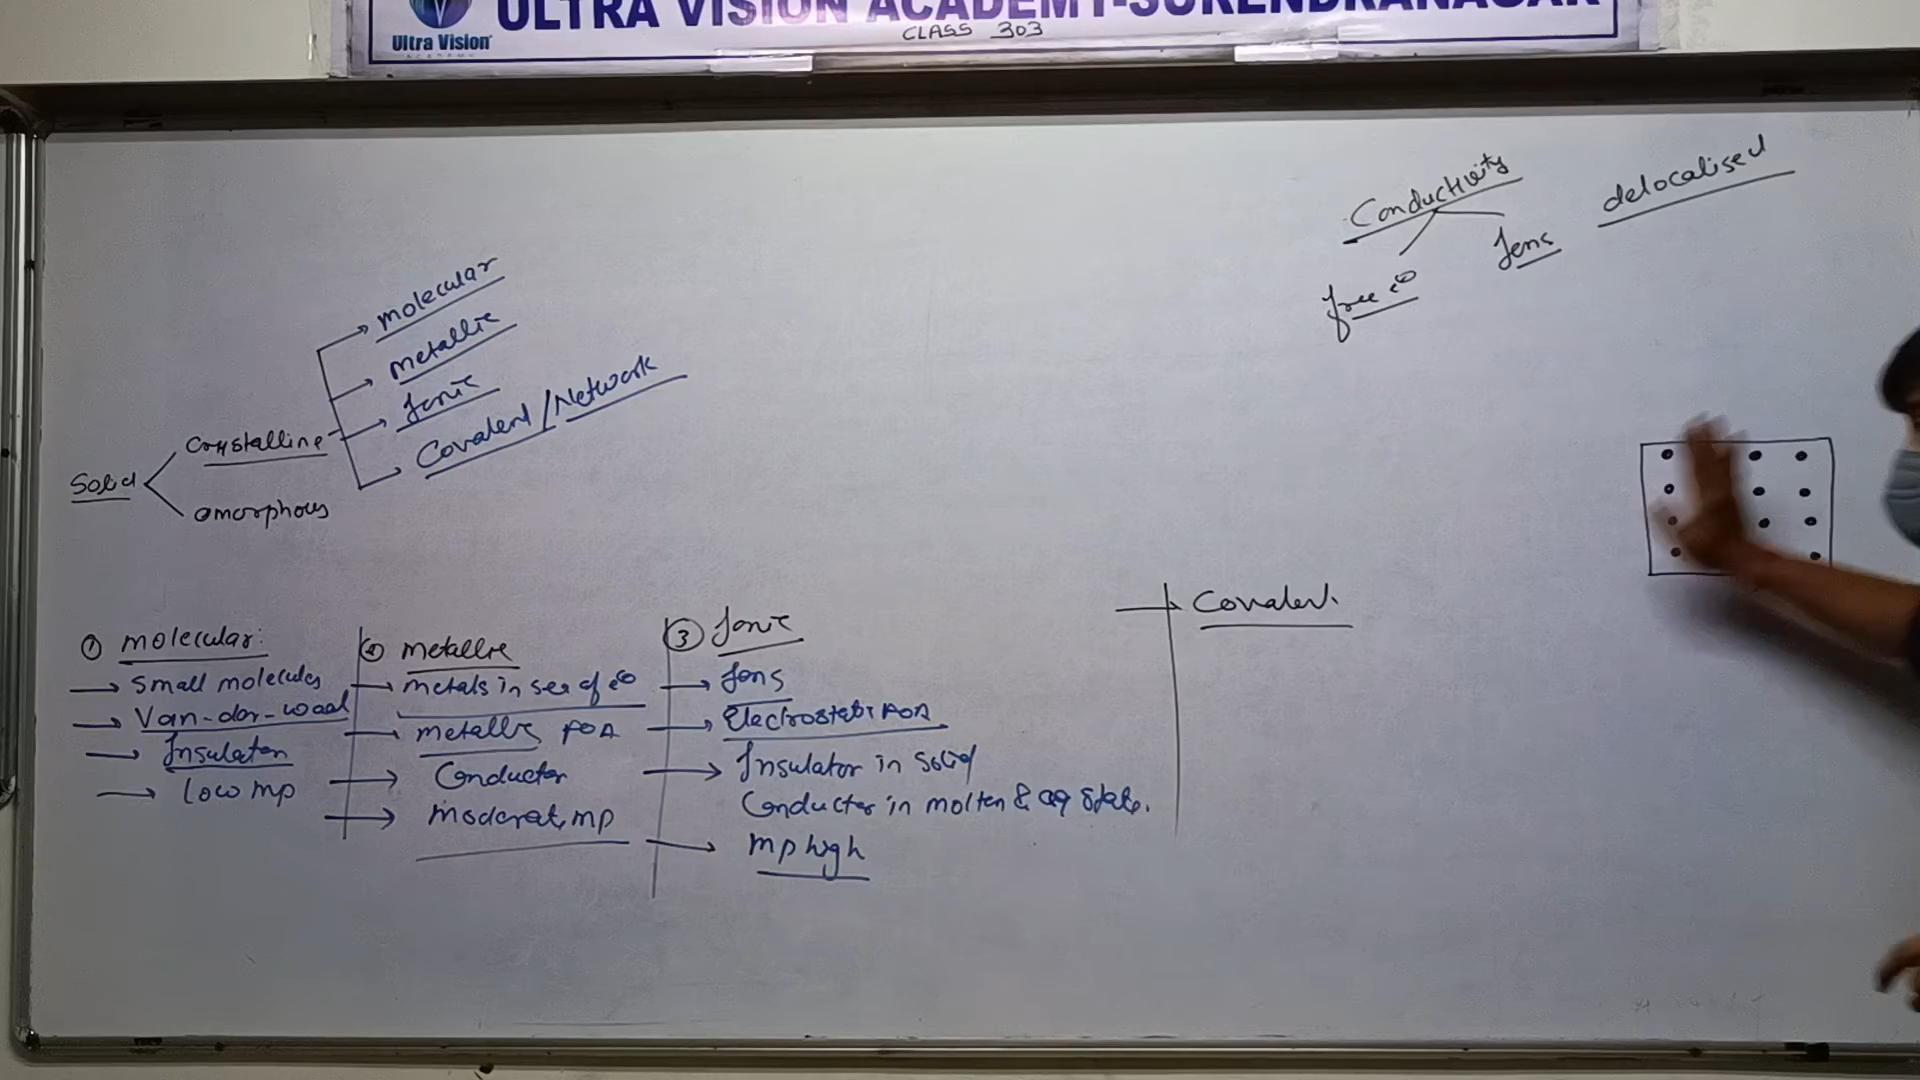 ULTRA VISION ACADEMY-SURENDRANAGAR
Ultra Vision
ACADEMY
CLASS 303
Conductivity
free e⊖
Ions
delocalised
Solid
Crystalline
amorphous
molecular
metallic
Ionic
Covalent / Network
① molecular:
→ small molecules
→ Van-dor-waal
→ Insulator
→ low mp
② metallic
→ metals in sea of e⊖
→ metallic FOA
→ Conductor
→ moderate mp
③ Ionic
→ Ions
→ Electrostatic FOA
→ Insulator in solid
Conductor in molten & aq state.
→ mp high
→ Covalent.